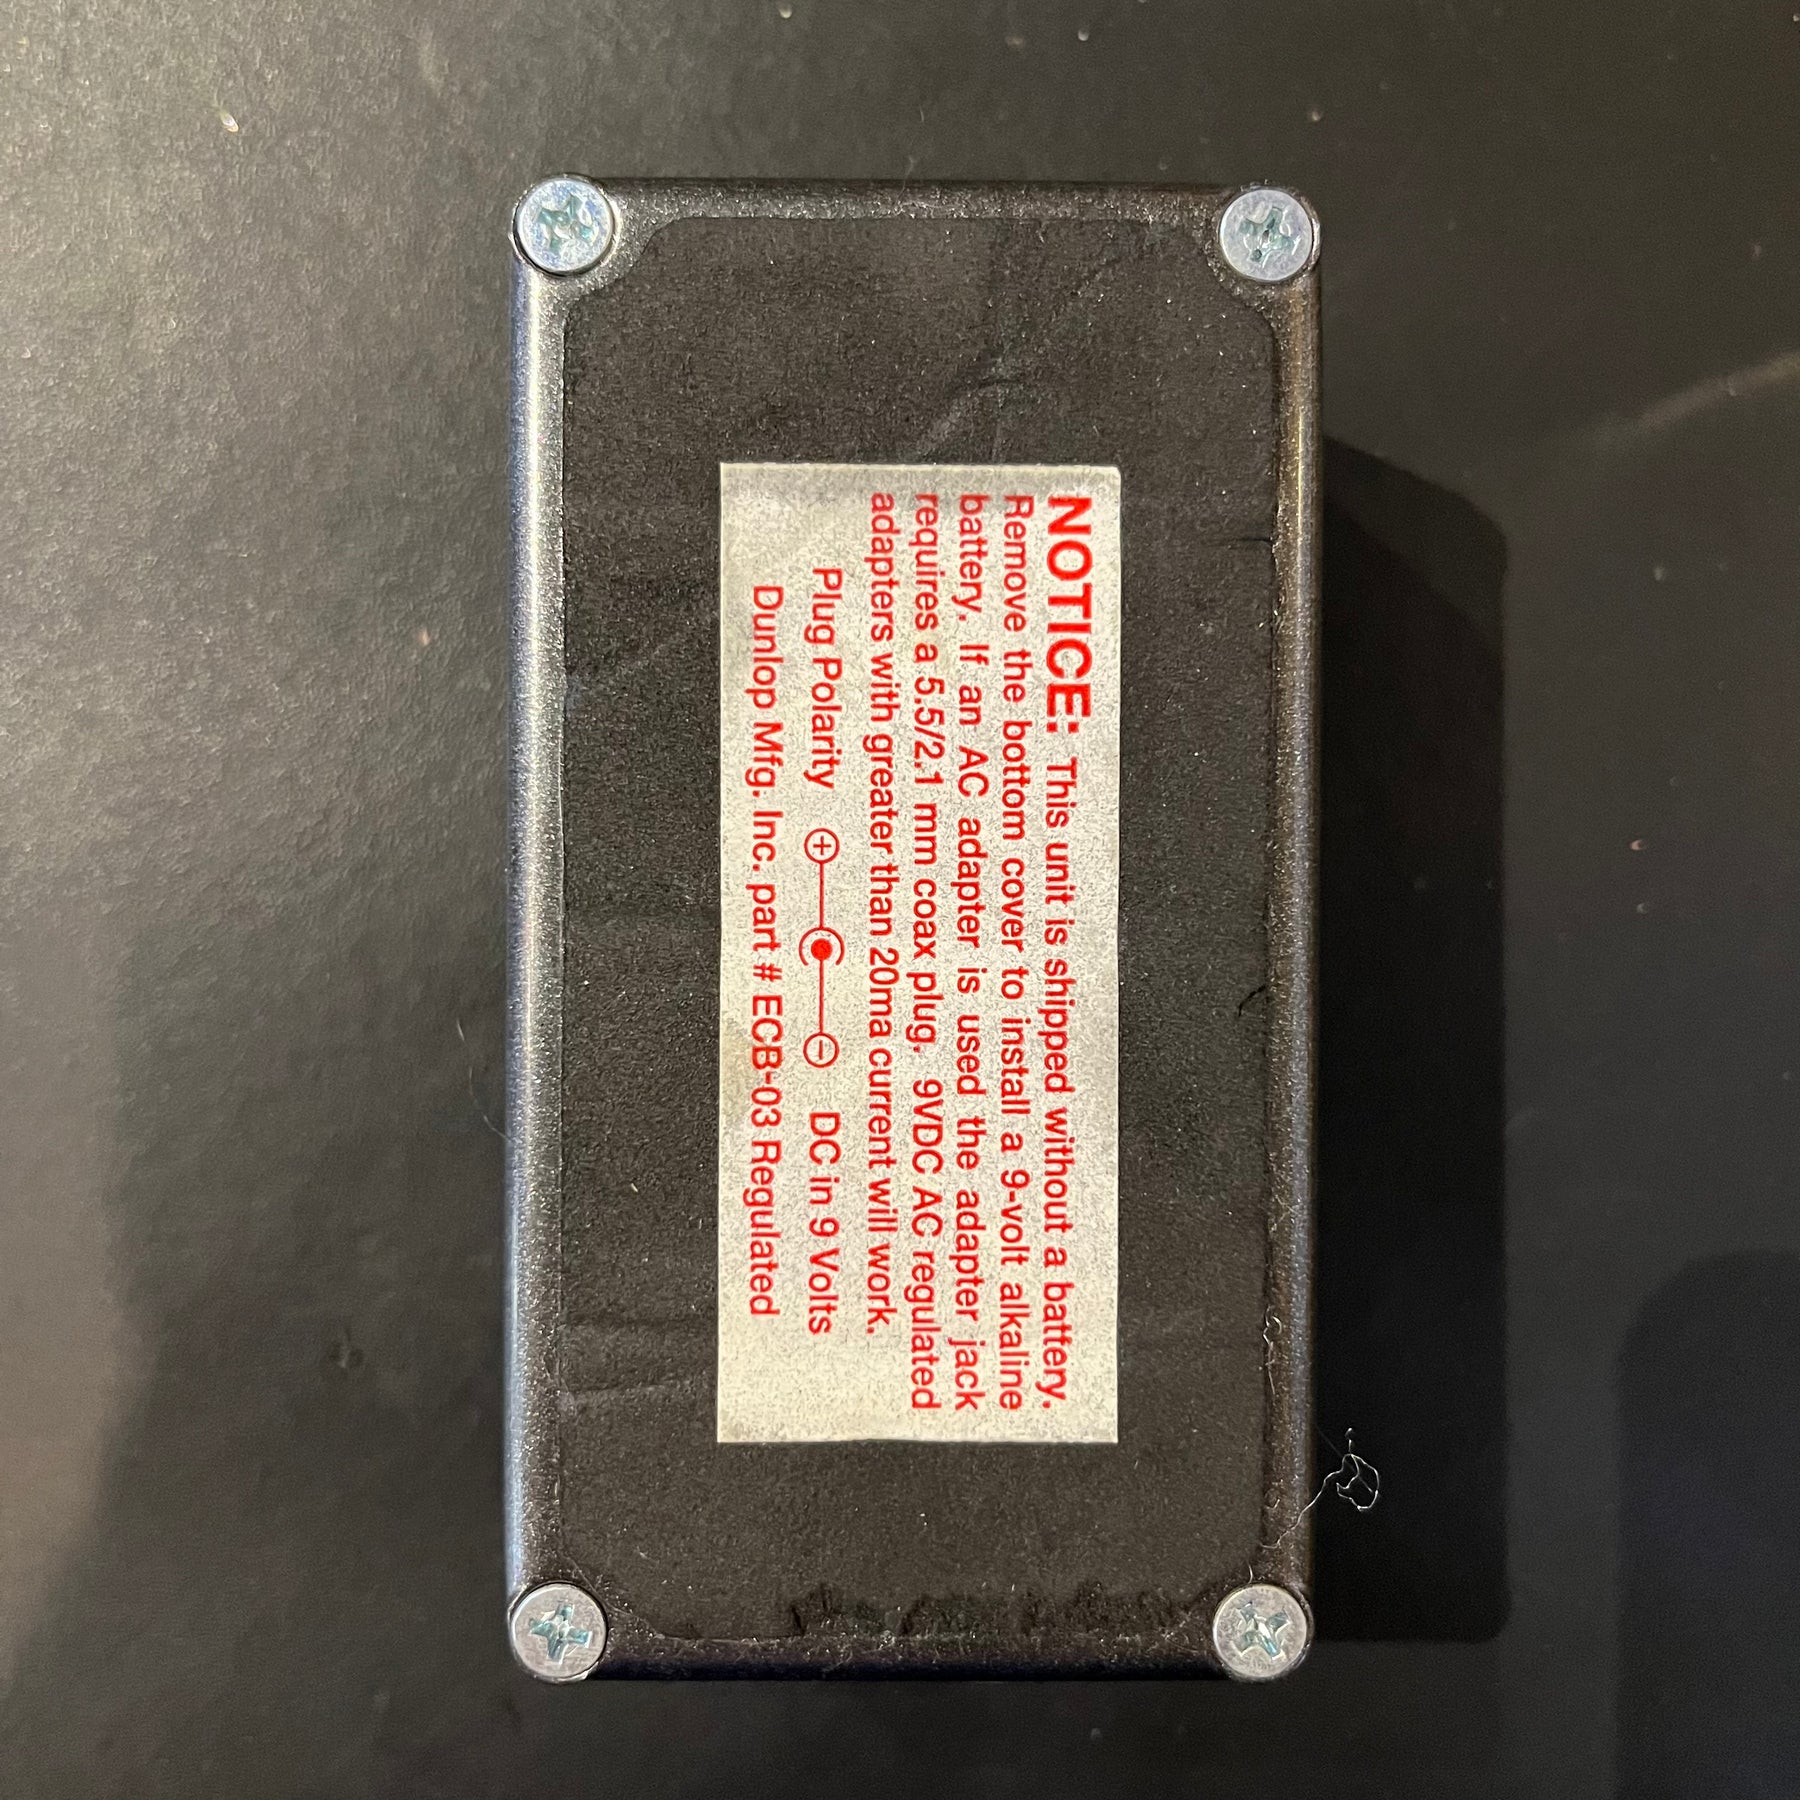 NOTICE: This unit is shipped without a battery.
Remove the bottom cover to install a 9-volt alkaline
battery. If an AC adapter is used the adapter jack
requires a 5.5/2.1 mm coax plug. 9VDC AC regulated
adapters with greater than 20ma current will work.
Plug Polarity + - DC in 9 Volts
Dunlop Mfg. Inc. part # ECB-03 Regulated